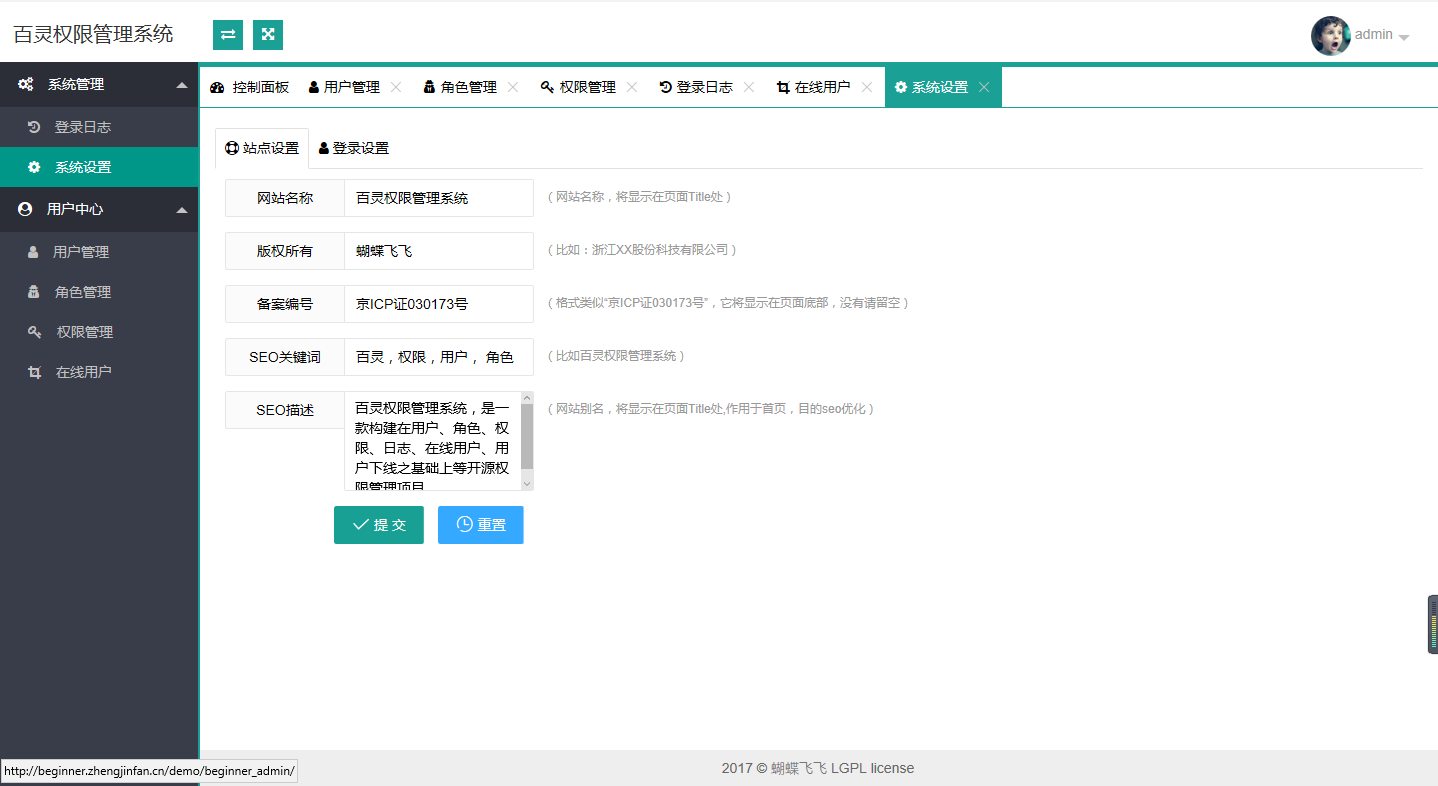 百灵权限管理系统
admin
系统管理
登录日志
系统设置
用户中心
用户管理
角色管理
权限管理
在线用户
控制面板 用户管理 角色管理 权限管理 登录日志 在线用户 系统设置
站点设置 登录设置
网站名称 百灵权限管理系统 ( 网站名称，将显示在页面Title处 )
版权所有 蝴蝶飞飞 ( 比如：浙江XX股份科技有限公司 )
备案编号 京ICP证030173号 ( 格式类似“京ICP证030173号”，它将显示在页面底部，没有请留空 )
SEO关键词 百灵，权限，用户， 角色 ( 比如百灵权限管理系统 )
SEO描述 ( 网站别名，将显示在页面Title处,作用于首页，目的seo优化 )
百灵权限管理系统，是一
款构建在用户、角色、权
限、日志、在线用户、用
户下线之基础上等开源权
限管理项目
提 交 重置
http://beginner.zhengjinfan.cn/demo/beginner_admin/
2017 © 蝴蝶飞飞 LGPL license